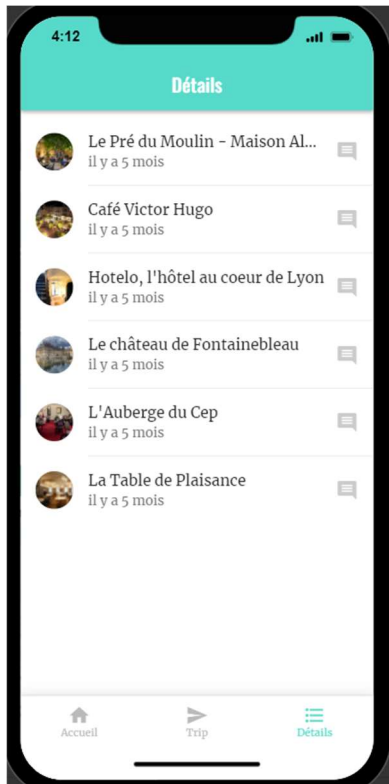 4:12
Détails
Le Pré du Moulin - Maison Al...
il y a 5 mois
Café Victor Hugo
il y a 5 mois
Hotelo, l'hôtel au coeur de Lyon
il y a 5 mois
Le château de Fontainebleau
il y a 5 mois
L'Auberge du Cep
il y a 5 mois
La Table de Plaisance
il y a 5 mois
Accueil
Trip
Détails